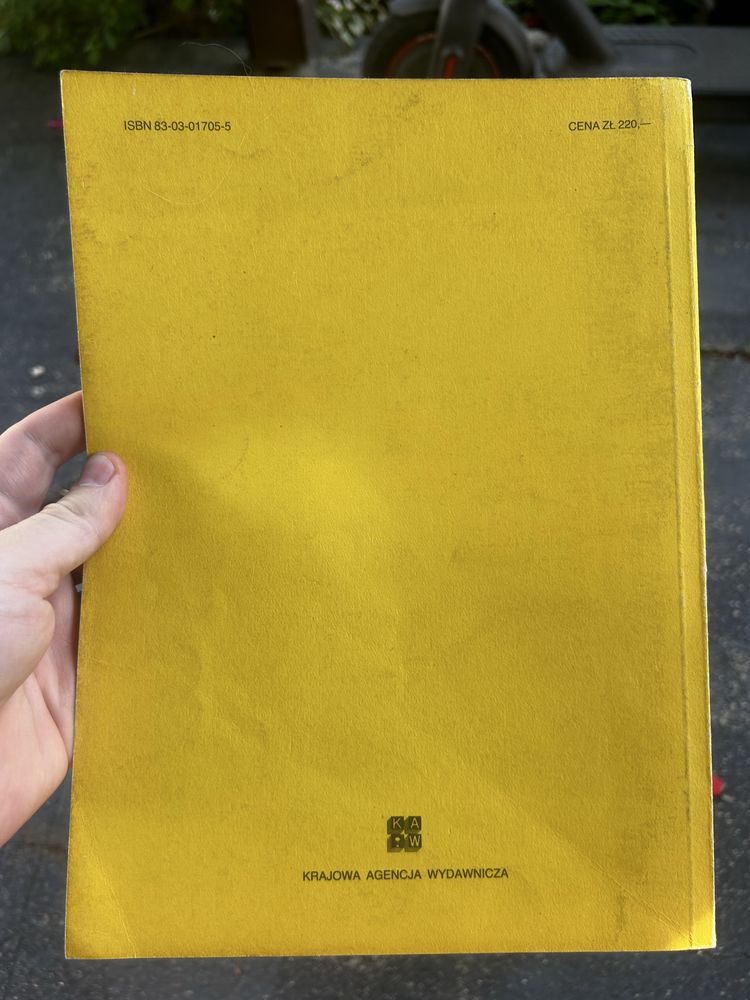 ISBN 83-03-01705-5
CENA ZŁ 220,—
K A
W
KRAJOWA AGENCJA WYDAWNICZA